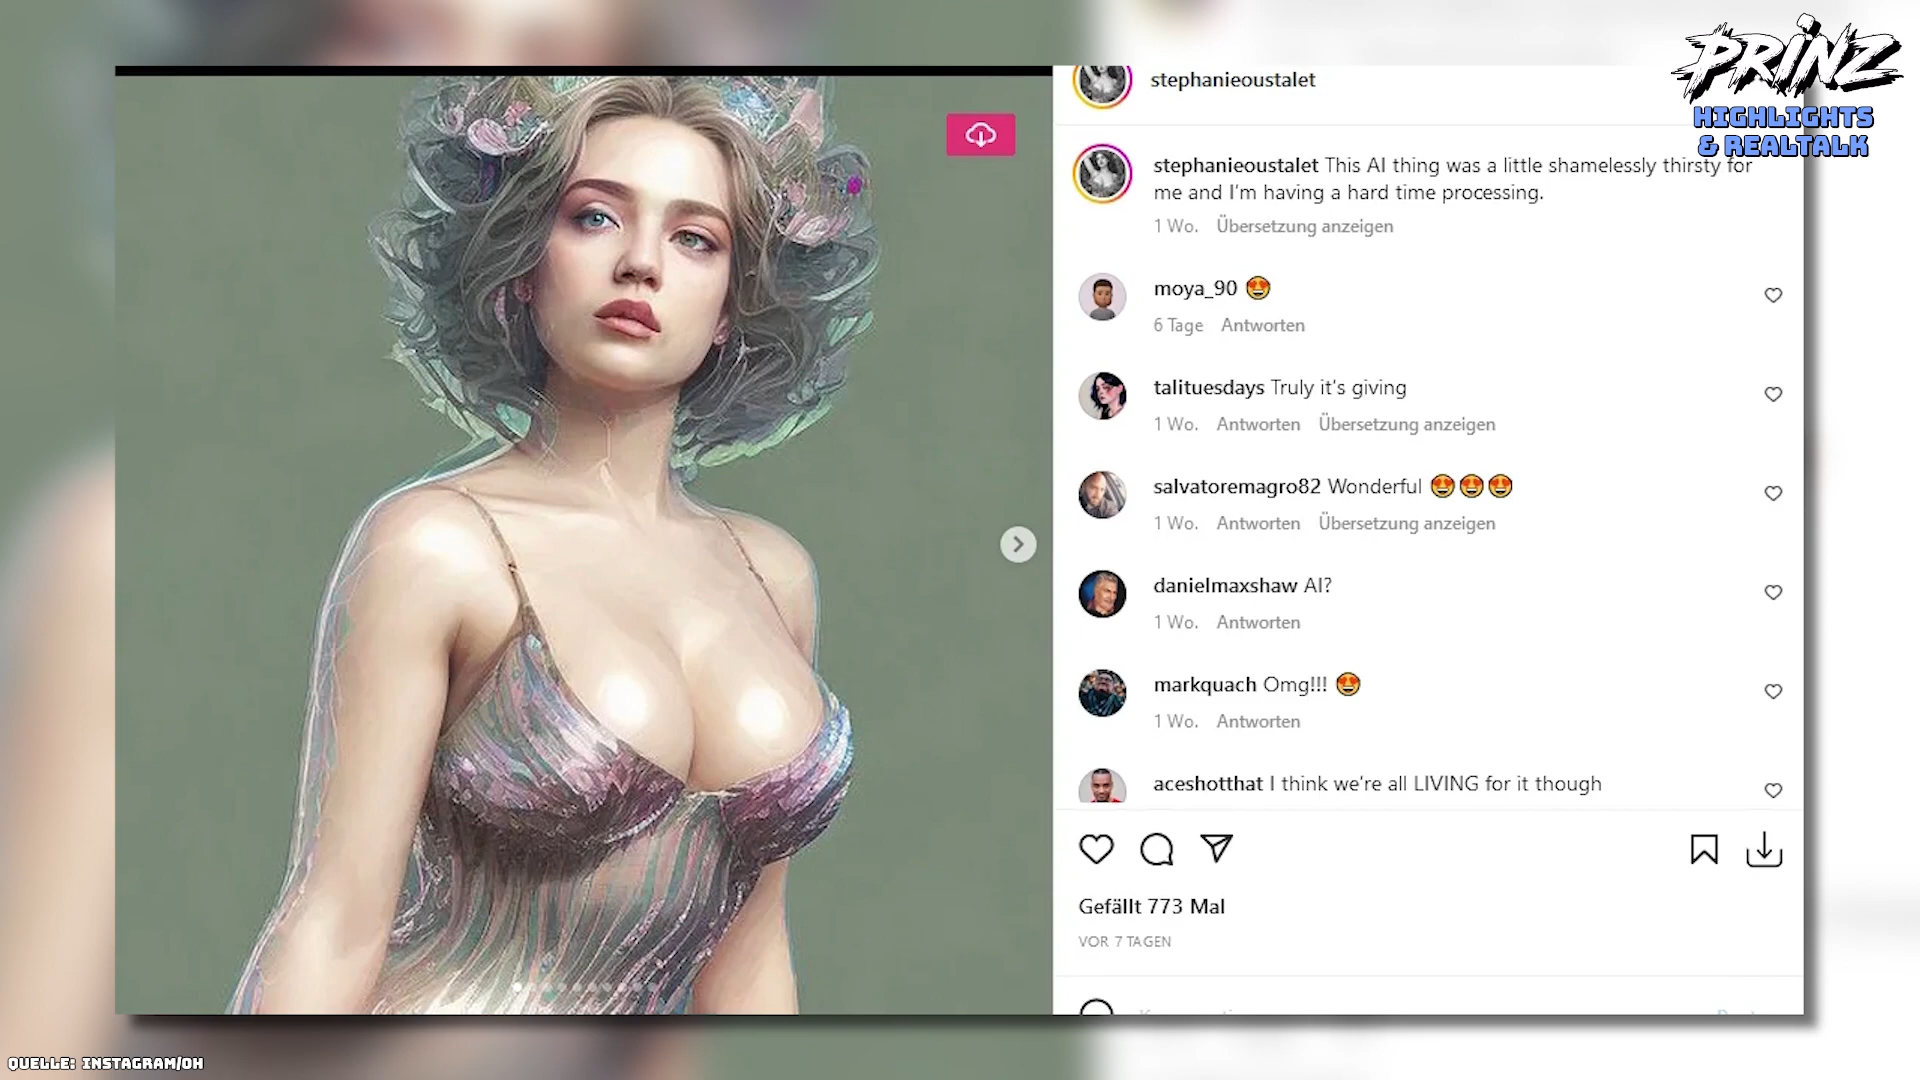 PRINZ
HIGHLIGHTS
& REALTALK
stephanieoustalet
stephanieoustalet This AI thing was a little shamelessly thirsty for
me and I'm having a hard time processing.
1 Wo. Übersetzung anzeigen
moya_90 😍
6 Tage Antworten
talituesdays Truly it's giving
1 Wo. Antworten Übersetzung anzeigen
salvatoremagro82 Wonderful 😍😍😍
1 Wo. Antworten Übersetzung anzeigen
danielmaxshaw AI?
1 Wo. Antworten
markquach Omg!!! 😍
1 Wo. Antworten
aceshotthat I think we're all LIVING for it though
Gefällt 773 Mal
VOR 7 TAGEN
QUELLE: INSTAGRAM/OH